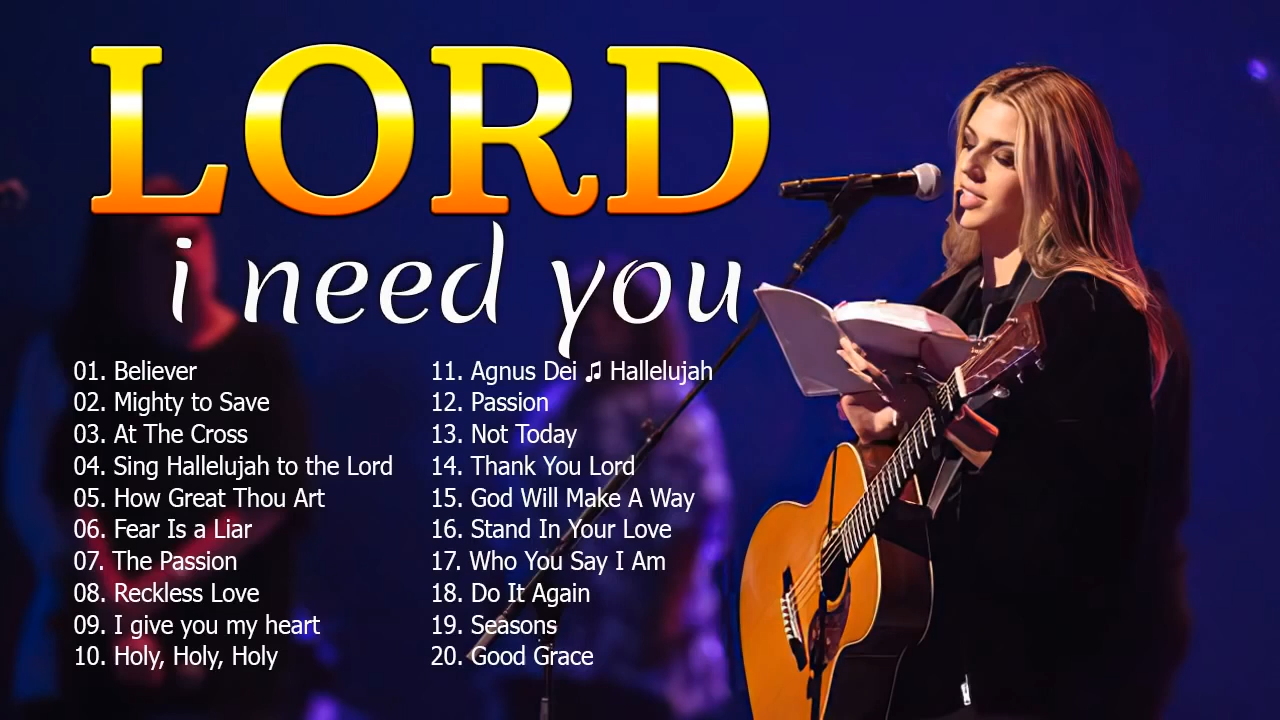 LORD
i need you
01. Believer
02. Mighty to Save
03. At The Cross
04. Sing Hallelujah to the Lord
05. How Great Thou Art
06. Fear Is a Liar
07. The Passion
08. Reckless Love
09. I give you my heart
10. Holy, Holy, Holy
11. Agnus Dei ♫ Hallelujah
12. Passion
13. Not Today
14. Thank You Lord
15. God Will Make A Way
16. Stand In Your Love
17. Who You Say I Am
18. Do It Again
19. Seasons
20. Good Grace